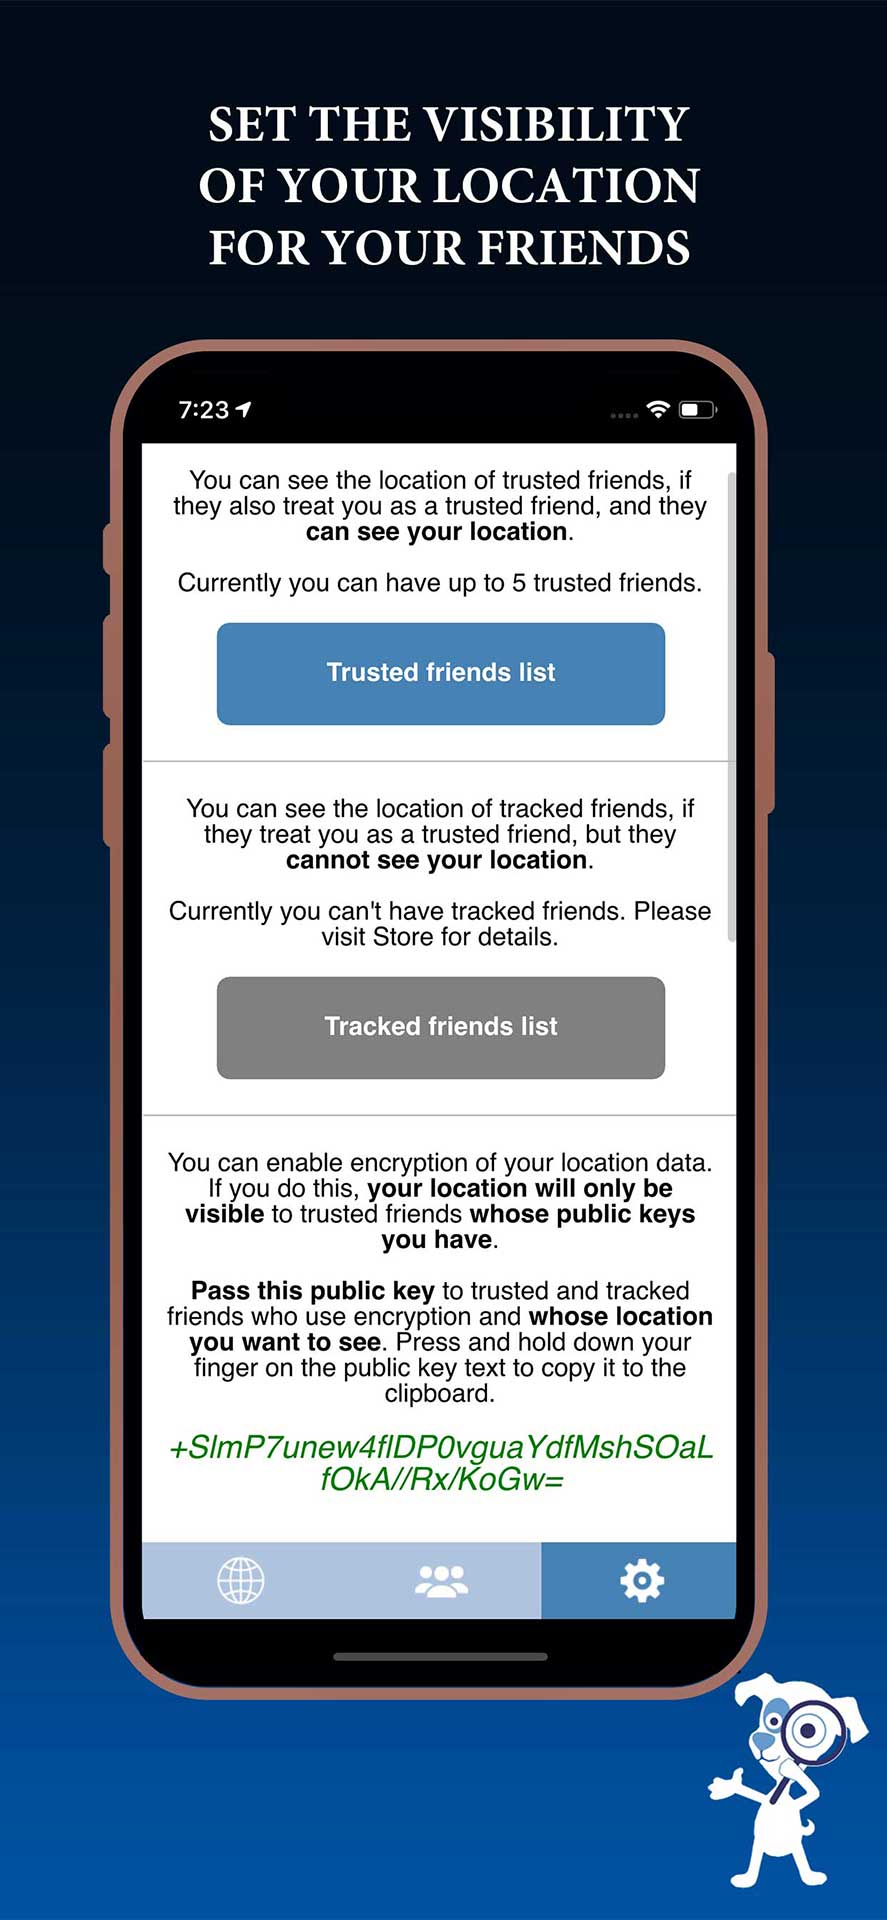 SET THE VISIBILITY
OF YOUR LOCATION
FOR YOUR FRIENDS
7:23
You can see the location of trusted friends, if
they also treat you as a trusted friend, and they
can see your location.
Currently you can have up to 5 trusted friends.
Trusted friends list
You can see the location of tracked friends, if
they treat you as a trusted friend, but they
cannot see your location.
Currently you can't have tracked friends. Please
visit Store for details.
Tracked friends list
You can enable encryption of your location data.
If you do this, your location will only be
visible to trusted friends whose public keys
you have.
Pass this public key to trusted and tracked
friends who use encryption and whose location
you want to see. Press and hold down your
finger on the public key text to copy it to the
clipboard.
+SlmP7unew4flDP0vguaYdfMshSOaL
fOkA//Rx/KoGw=